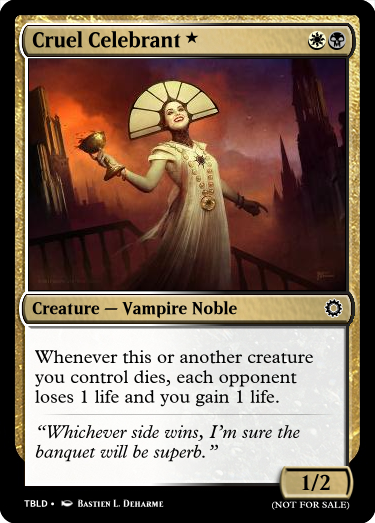 Cruel Celebrant ★
Creature — Vampire Noble
Whenever this or another creature
you control dies, each opponent
loses 1 life and you gain 1 life.
“Whichever side wins, I’m sure the
banquet will be superb.”
1/2
TBLD • Bastien L. Deharme
(NOT FOR SALE)